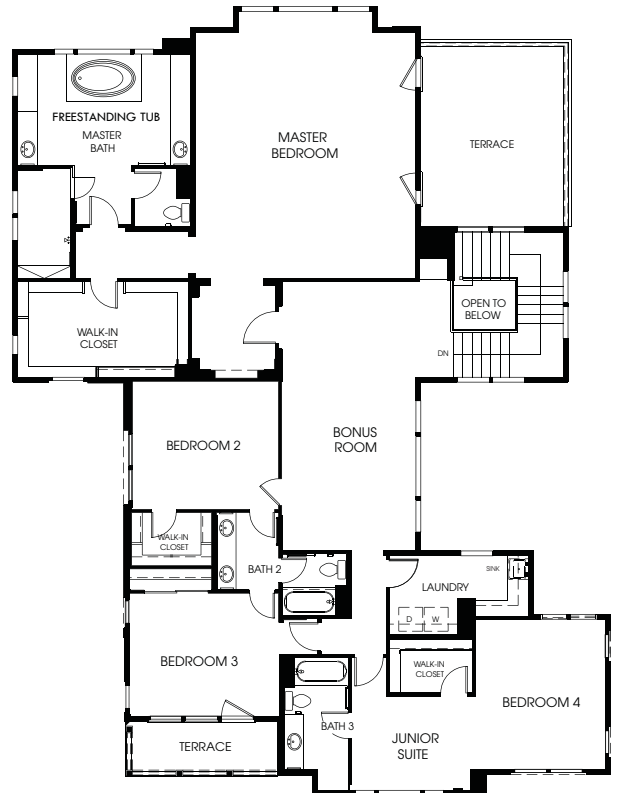 FREESTANDING TUB
MASTER
BATH
MASTER
BEDROOM
TERRACE
OPEN TO
BELOW
WALK-IN
CLOSET
DN
BEDROOM 2
BONUS
ROOM
WALK-IN
CLOSET
BATH 2
LAUNDRY
SINK
D
W
BEDROOM 3
WALK-IN
CLOSET
BEDROOM 4
BATH 3
JUNIOR
SUITE
TERRACE